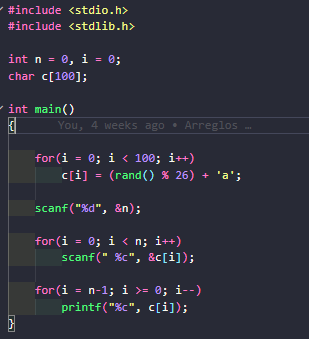 #include <stdio.h>
#include <stdlib.h>
int n = 0, i = 0;
char c[100];
int main()
{ You, 4 weeks ago • Arreglos …
for(i = 0; i < 100; i++)
c[i] = (rand() % 26) + 'a';
scanf("%d", &n);
for(i = 0; i < n; i++)
scanf(" %c", &c[i]);
for(i = n-1; i >= 0; i--)
printf("%c", c[i]);
}